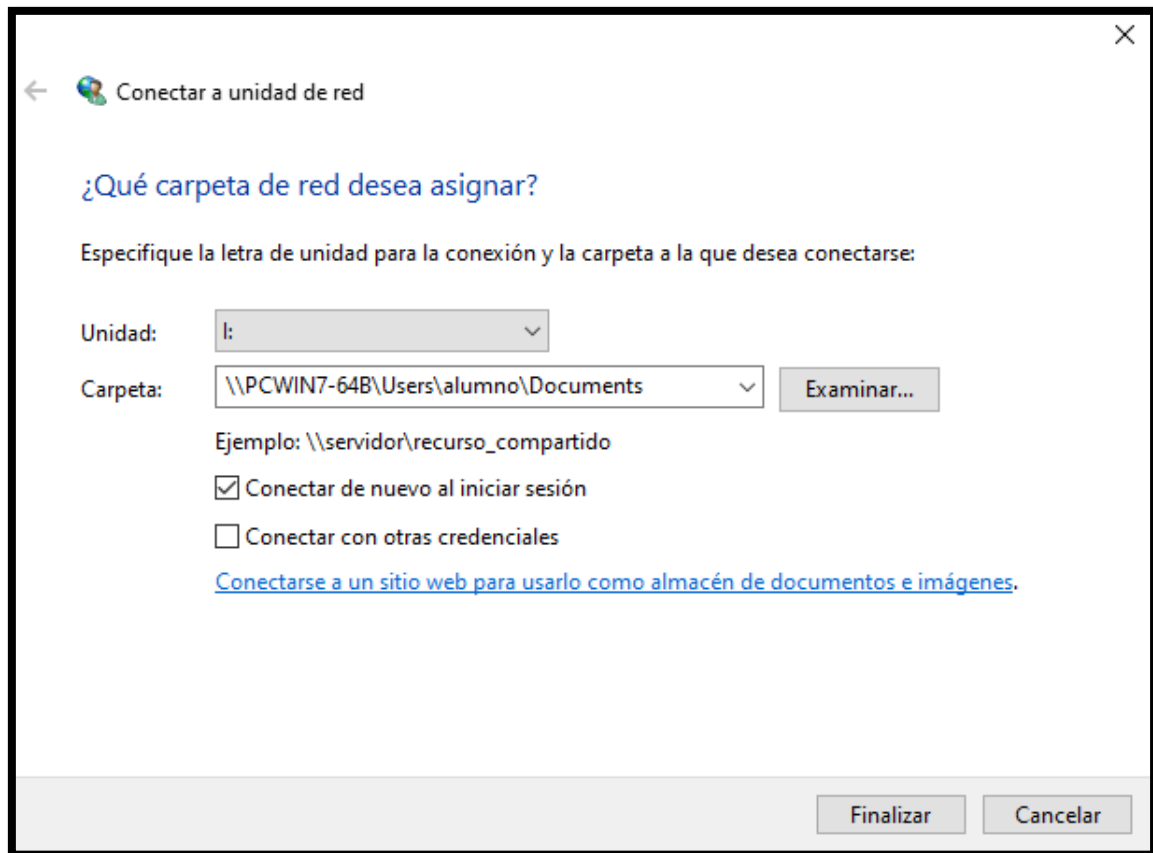 Conectar a unidad de red
¿Qué carpeta de red desea asignar?
Especifique la letra de unidad para la conexión y la carpeta a la que desea conectarse:
Unidad: I:
Carpeta: \\PCWIN7-64B\Users\alumno\Documents Examinar...
Ejemplo: \\servidor\recurso_compartido
Conectar de nuevo al iniciar sesión
Conectar con otras credenciales
Conectarse a un sitio web para usarlo como almacén de documentos e imágenes.
Finalizar Cancelar